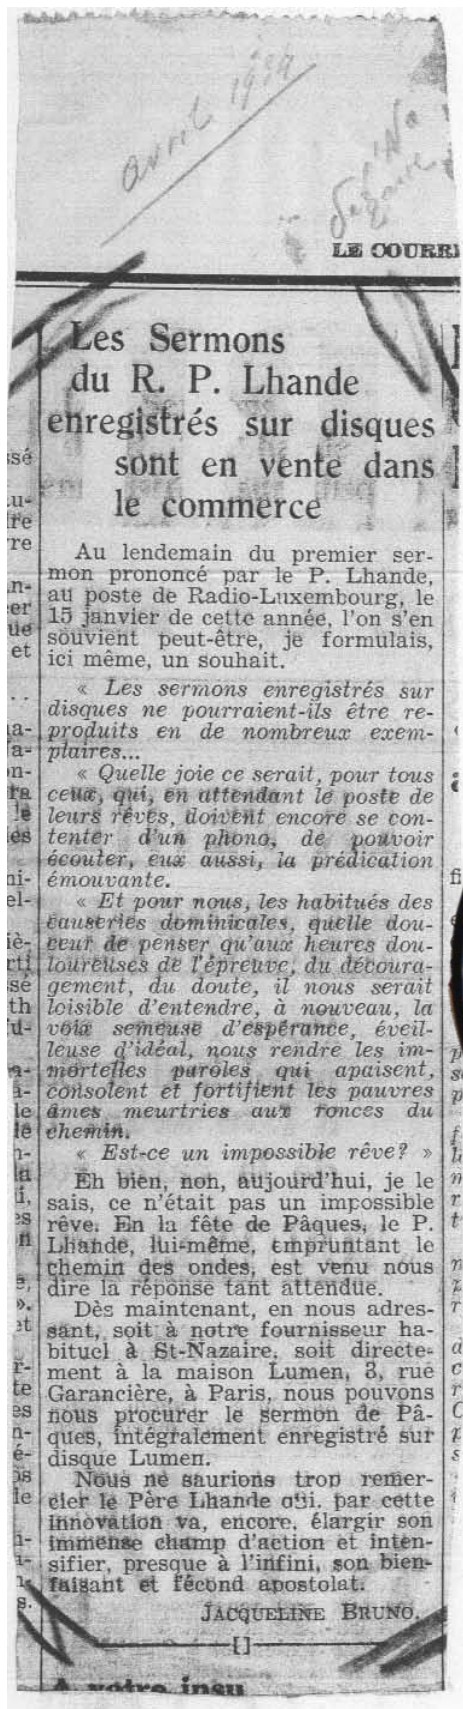 avril 1939
St Na
zaire
LE COURRI
Les Sermons
du R. P. Lhande
enregistrés sur disques
sont en vente dans
le commerce
Au lendemain du premier ser-
mon prononcé par le P. Lhande,
au poste de Radio-Luxembourg, le
15 janvier de cette année, l'on s'en
souvient peut-être, je formulais,
ici même, un souhait.
« Les sermons enregistrés sur
disques ne pourraient-ils être re-
produits en de nombreux exem-
plaires...
« Quelle joie ce serait, pour tous
ceux, qui, en attendant le poste de
leurs rêves, doivent encore se con-
tenter d'un phono, de pouvoir
écouter, eux aussi, la prédication
émouvante.
« Et pour nous, les habitués des
causeries dominicales, quelle dou-
ceur de penser qu'aux heures dou-
loureuses de l'épreuve, du découra-
gement, du doute, il nous serait
loisible d'entendre, à nouveau, la
voix semeuse d'espérance, éveil-
leuse d'idéal, nous rendre les im-
mortelles paroles qui apaisent,
consolent et fortifient les pauvres
âmes meurtries aux ronces du
chemin.
« Est-ce un impossible rêve? »
Eh bien, non, aujourd'hui, je le
sais, ce n'était pas un impossible
rêve. En la fête de Pâques, le P.
Lhande, lui-même, empruntant le
chemin des ondes, est venu nous
dire la réponse tant attendue.
Dès maintenant, en nous adres-
sant, soit à notre fournisseur ha-
bituel à St-Nazaire, soit directe-
ment à la maison Lumen, 3, rue
Garancière, à Paris, nous pouvons
nous procurer le sermon de Pâ-
ques, intégralement enregistré sur
disque Lumen.
Nous ne saurions trop remer-
cier le Père Lhande qui, par cette
innovation va, encore, élargir son
immense champ d'action et inten-
sifier, presque à l'infini, son bien-
faisant et fécond apostolat.
JACQUELINE BRUNO.
A votre insu